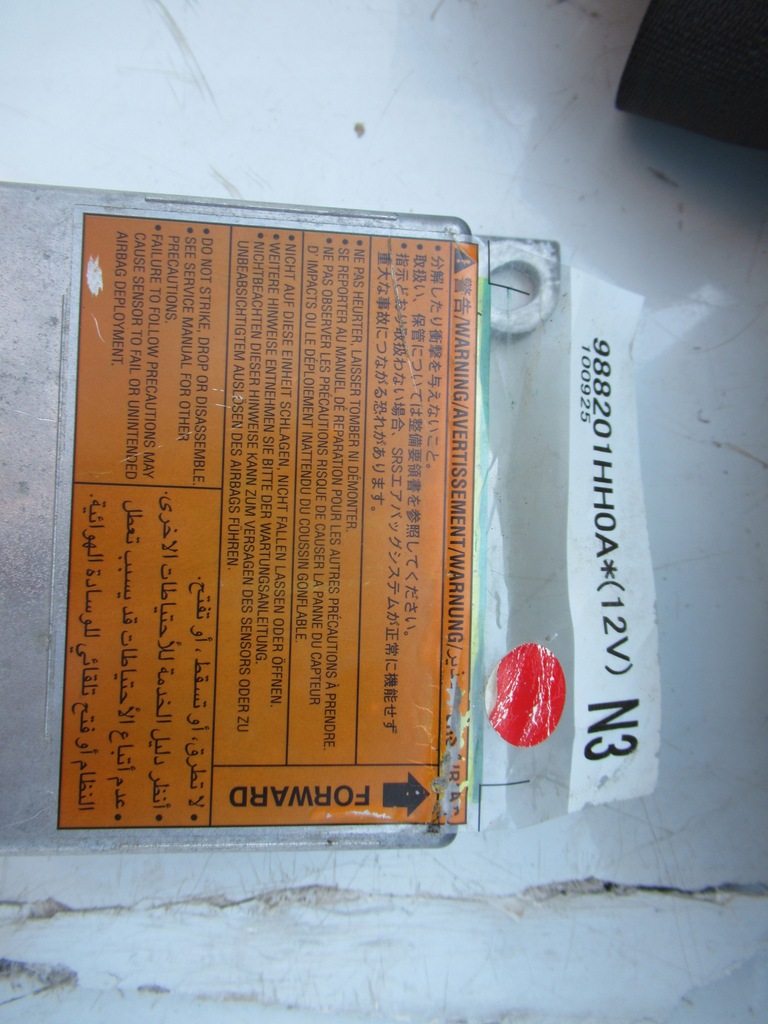 988201HH0A*(12V) N3
100925
警告/WARNING/AVERTISSEMENT/WARNUNG/
• 分解したり衝撃を与えないこと。
• 取扱い、保管については整備要領書を参照してください。
• 指示どおり取扱わない場合、SRSエアバッグシステムが正常に機能せず
重大な事故につながる恐れがあります。
• NE PAS HEURTER, LAISSER TOMBER NI DÉMONTER.
• SE REPORTER AU MANUEL DE REPARATION POUR LES AUTRES PRÉCAUTIONS À PRENDRE.
• NE PAS OBSERVER LES PRÉCAUTIONS RISQUE DE CAUSER LA PANNE DU CAPTEUR
D'IMPACTS OU LE DÉPLOIEMENT INATTENDU DU COUSSIN GONFLABLE.
• NICHT AUF DIESE EINHEIT SCHLAGEN, NICHT FALLEN LASSEN ODER ÖFFNEN.
• WEITERE HINWEISE ENTNEHMEN SIE BITTE DER WARTUNGSANLEITUNG.
• NICHTBEACHTEN DIESER HINWEISE KANN ZUM VERSAGEN DES SENSORS ODER ZU
UNBEABSICHTIGTEM AUSLÖSEN DES AIRBAGS FÜHREN.
• DO NOT STRIKE, DROP OR DISASSEMBLE.
• SEE SERVICE MANUAL FOR OTHER
PRECAUTIONS.
• FAILURE TO FOLLOW PRECAUTIONS MAY
CAUSE SENSOR TO FAIL OR UNINTENDED
AIRBAG DEPLOYMENT.
• لا تطرق، أو تسقط، أو تفتح.
• أنظر دليل الخدمة للأحتياطات الاخرى.
• عدم أتباع الأحتياطات قد يسبب تعطل
النظام أو فتح تلقائي للوسادة الهوائية.
FORWARD